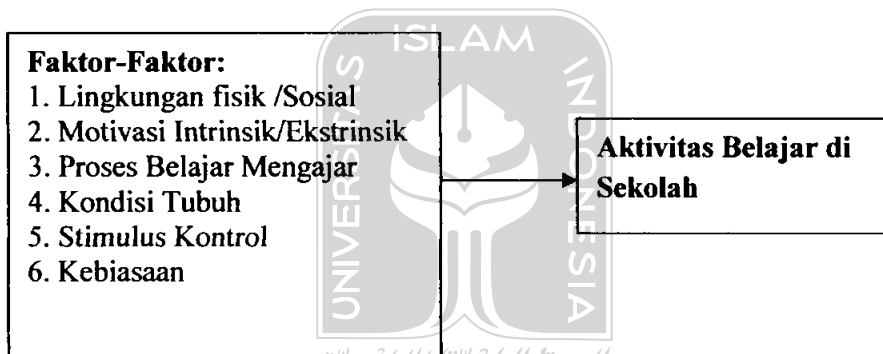 ISLAM
UNIVERSITAS
INDONESIA
Faktor-Faktor:
1. Lingkungan fisik /Sosial
2. Motivasi Intrinsik/Ekstrinsik
3. Proses Belajar Mengajar
4. Kondisi Tubuh
5. Stimulus Kontrol
6. Kebiasaan
Aktivitas Belajar di
Sekolah